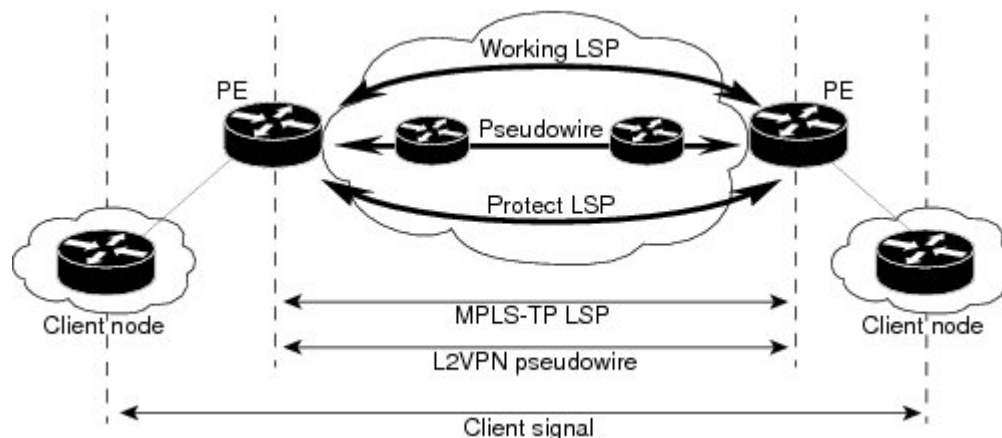 Working LSP
PE
PE
Pseudowire
Protect LSP
Client node
Client node
MPLS-TP LSP
L2VPN pseudowire
Client signal